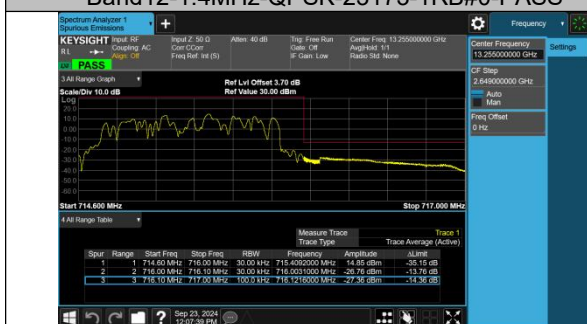 Band12-1.4MHz-QPSK-23173-1RB#0-PASS
Spectrum Analyzer 1
Spurious Emissions
Frequency
KEYSIGHT Input: RF Input Z: 50 Ω Atten: 40 dB Trig: Free Run Center Freq: 13.255000000 GHz
RL Coupling: AC Corr CCorr Gate: Off Avg|Hold: 1/1
Align: Off Freq Ref: Int (S) IF Gain: Low Radio Std: None
PASS
Center Frequency
13.255000000 GHz
Settings
CF Step
2.649000000 GHz
Auto
Man
Freq Offset
0 Hz
3 All Range Graph
Ref Lvl Offset 3.70 dB
Scale/Div 10.0 dB Ref Value 30.00 dBm
Log
20.0
10.0
0.00
-10.0
-20.0
-30.0
-40.0
-50.0
-60.0
Start 714.600 MHz Stop 717.000 MHz
4 All Range Table
Measure Trace Trace 1
Trace Type Trace Average (Active)
Spur Range Start Freq Stop Freq RBW Frequency Amplitude ΔLimit
1 1 714.60 MHz 716.00 MHz 30.00 kHz 715.4092000 MHz 14.85 dBm -35.15 dB
2 2 716.00 MHz 716.10 MHz 30.00 kHz 716.0031000 MHz -26.76 dBm -13.76 dB
3 3 716.10 MHz 717.00 MHz 100.0 kHz 716.1216000 MHz -27.36 dBm -14.36 dB
Sep 23, 2024
12:07:39 PM